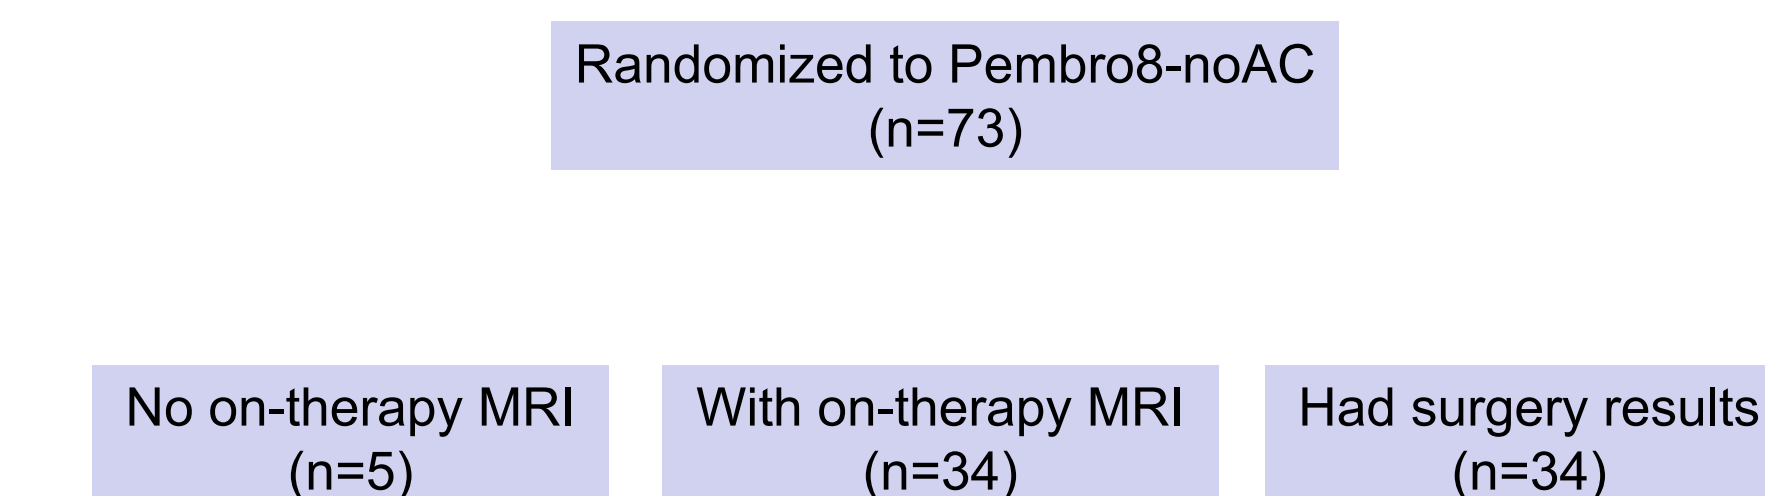 Randomized to Pembro8-noAC
(n=73)
No on-therapy MRI
(n=5)
With on-therapy MRI
(n=34)
Had surgery results
(n=34)